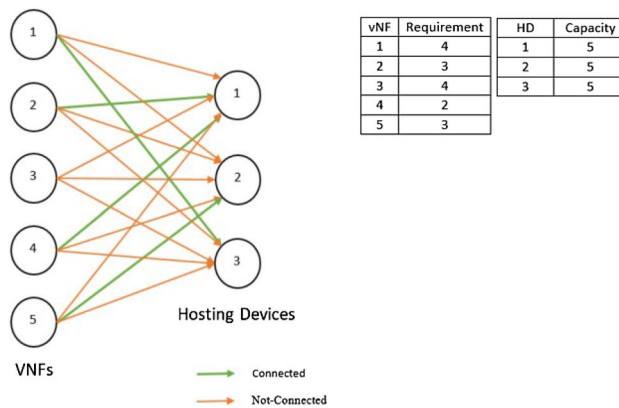 1
2
3
4
5
VNFs
1
2
3
Hosting Devices
Connected
Not-Connected
vNF Requirement
1 4
2 3
3 4
4 2
5 3
HD Capacity
1 5
2 5
3 5